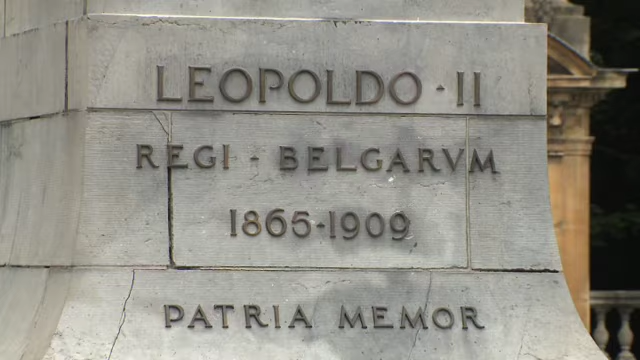 LEOPOLDO - II
REGI - BELGARVM
1865-1909
PATRIA MEMOR